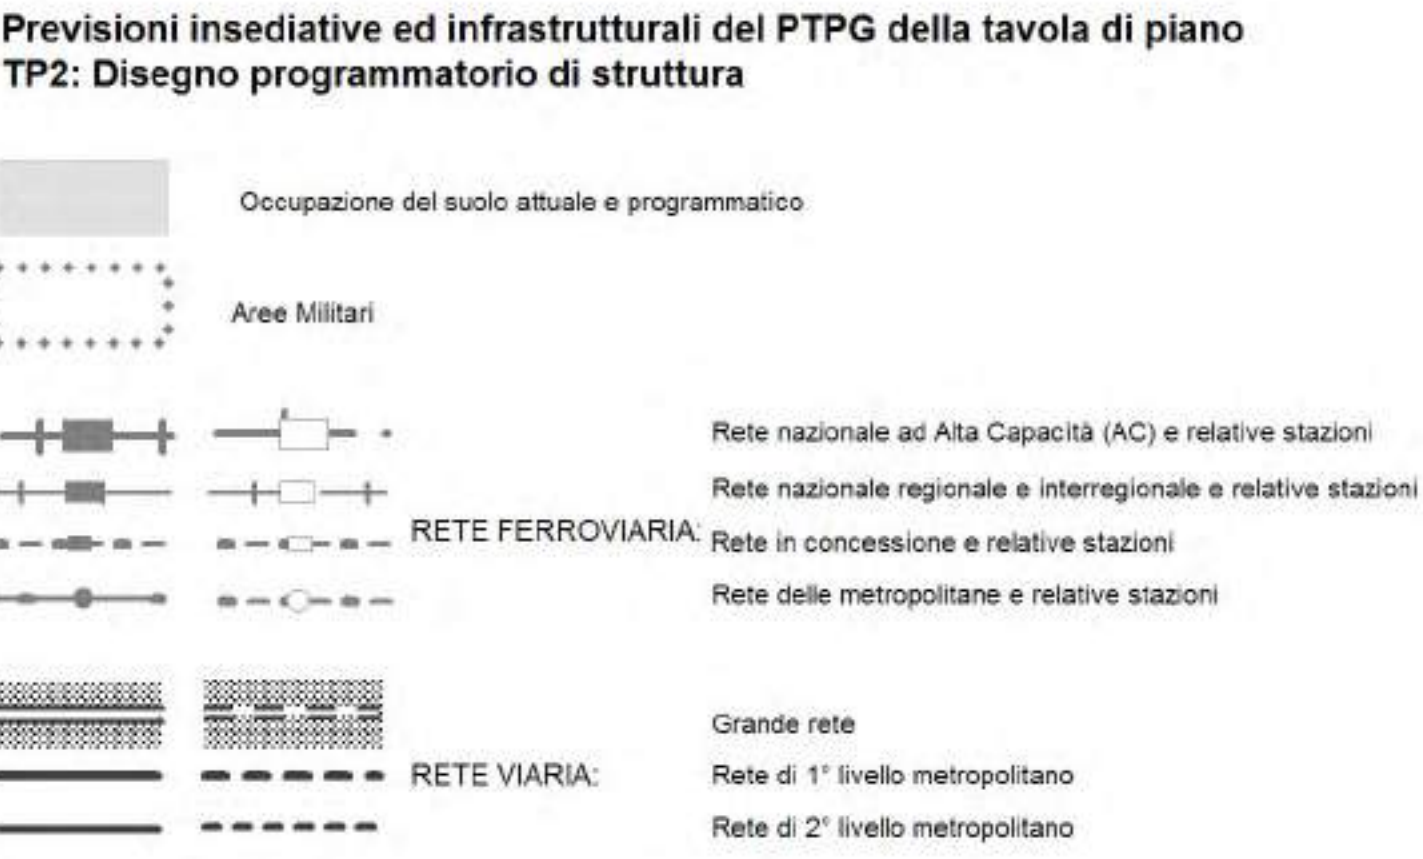 Previsioni insediative ed infrastrutturali del PTPG della tavola di piano
TP2: Disegno programmatorio di struttura
Occupazione del suolo attuale e programmatico
Aree Militari
RETE FERROVIARIA:
Rete nazionale ad Alta Capacità (AC) e relative stazioni
Rete nazionale regionale e interregionale e relative stazioni
Rete in concessione e relative stazioni
Rete delle metropolitane e relative stazioni
RETE VIARIA:
Grande rete
Rete di 1° livello metropolitano
Rete di 2° livello metropolitano